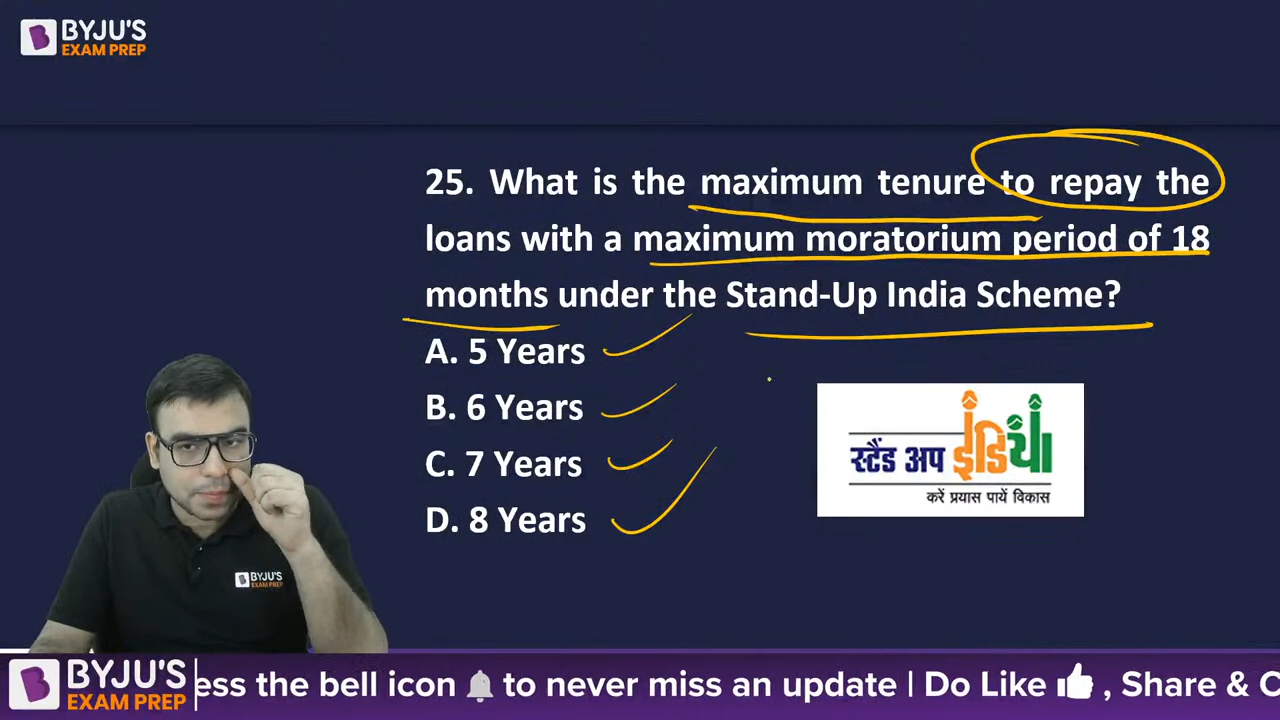 BYJU'S
EXAM PREP
25. What is the maximum tenure to repay the
loans with a maximum moratorium period of 18
months under the Stand-Up India Scheme?
A. 5 Years
B. 6 Years
C. 7 Years
D. 8 Years
स्टैंड अप इंडिया
करें प्रयास पायें विकास
BYJU'S
EXAM PREP
BYJU'S
EXAM PREP
ess the bell icon 🔔 to never miss an update | Do Like 👍, Share & C